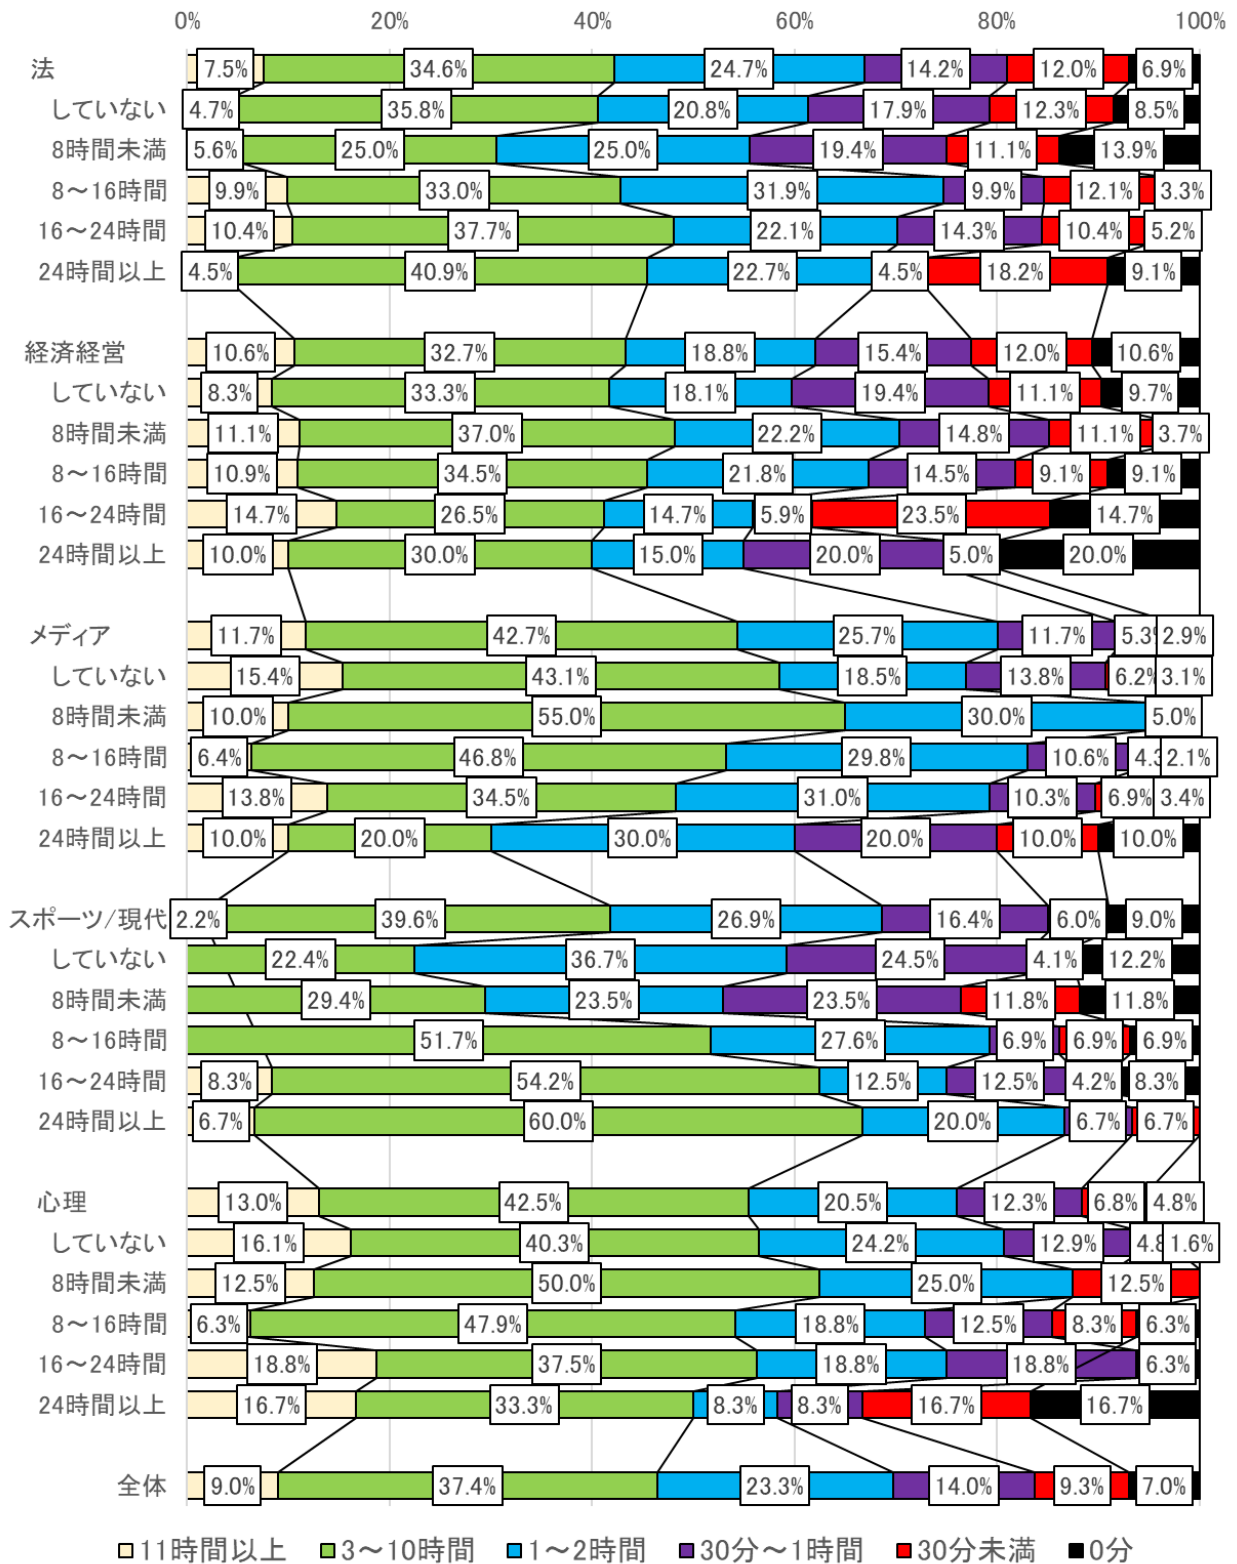 0% 20% 40% 60% 80% 100%
法 7.5% 34.6% 24.7% 14.2% 12.0% 6.9%
していない 4.7% 35.8% 20.8% 17.9% 12.3% 8.5%
8時間未満 5.6% 25.0% 25.0% 19.4% 11.1% 13.9%
8～16時間 9.9% 33.0% 31.9% 9.9% 12.1% 3.3%
16～24時間 10.4% 37.7% 22.1% 14.3% 10.4% 5.2%
24時間以上 4.5% 40.9% 22.7% 4.5% 18.2% 9.1%
経済経営 10.6% 32.7% 18.8% 15.4% 12.0% 10.6%
していない 8.3% 33.3% 18.1% 19.4% 11.1% 9.7%
8時間未満 11.1% 37.0% 22.2% 14.8% 11.1% 3.7%
8～16時間 10.9% 34.5% 21.8% 14.5% 9.1% 9.1%
16～24時間 14.7% 26.5% 14.7% 5.9% 23.5% 14.7%
24時間以上 10.0% 30.0% 15.0% 20.0% 5.0% 20.0%
メディア 11.7% 42.7% 25.7% 11.7% 5.3% 2.9%
していない 15.4% 43.1% 18.5% 13.8% 6.2% 3.1%
8時間未満 10.0% 55.0% 30.0% 5.0%
8～16時間 6.4% 46.8% 29.8% 10.6% 4.3 2.1%
16～24時間 13.8% 34.5% 31.0% 10.3% 6.9% 3.4%
24時間以上 10.0% 20.0% 30.0% 20.0% 10.0% 10.0%
スポーツ/現代 2.2% 39.6% 26.9% 16.4% 6.0% 9.0%
していない 22.4% 36.7% 24.5% 4.1% 12.2%
8時間未満 29.4% 23.5% 23.5% 11.8% 11.8%
8～16時間 51.7% 27.6% 6.9% 6.9% 6.9%
16～24時間 8.3% 54.2% 12.5% 12.5% 4.2% 8.3%
24時間以上 6.7% 60.0% 20.0% 6.7% 6.7%
心理 13.0% 42.5% 20.5% 12.3% 6.8% 4.8%
していない 16.1% 40.3% 24.2% 12.9% 4.8 1.6%
8時間未満 12.5% 50.0% 25.0% 12.5%
8～16時間 6.3% 47.9% 18.8% 12.5% 8.3% 6.3%
16～24時間 18.8% 37.5% 18.8% 18.8% 6.3%
24時間以上 16.7% 33.3% 8.3% 8.3% 16.7% 16.7%
全体 9.0% 37.4% 23.3% 14.0% 9.3% 7.0%
11時間以上 3～10時間 1～2時間 30分～1時間 30分未満 0分